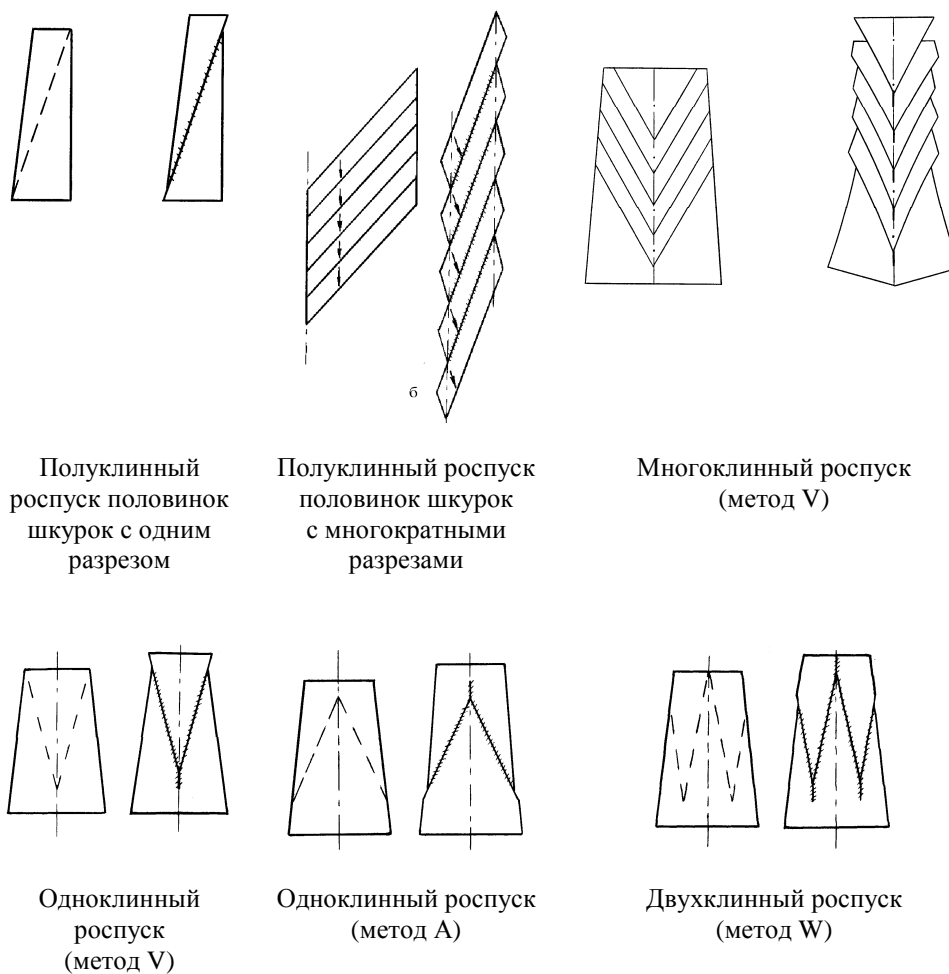 б
Полуклинный
роспуск половинок
шкурок с одним
разрезом
Полуклинный роспуск
половинок шкурок
с многократными
разрезами
Многоклинный роспуск
(метод V)
Одноклинный
роспуск
(метод V)
Одноклинный роспуск
(метод А)
Двухклинный роспуск
(метод W)